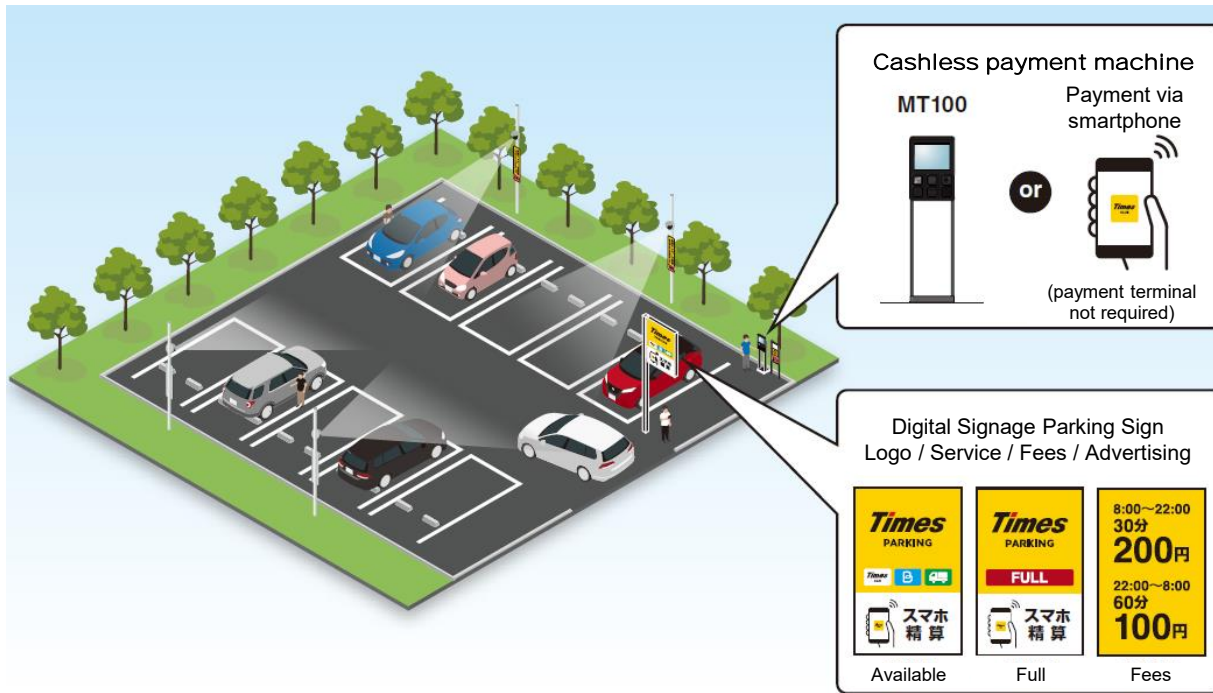 Cashless payment machine
MT100
Payment via
smartphone
or
Times
(payment terminal
not required)
Digital Signage Parking Sign
Logo / Service / Fees / Advertising
Times
PARKING
Times
B
スマホ
精算
Available
Times
PARKING
FULL
スマホ
精算
Full
8:00～22:00
30分
200円
22:00～8:00
60分
100円
Fees